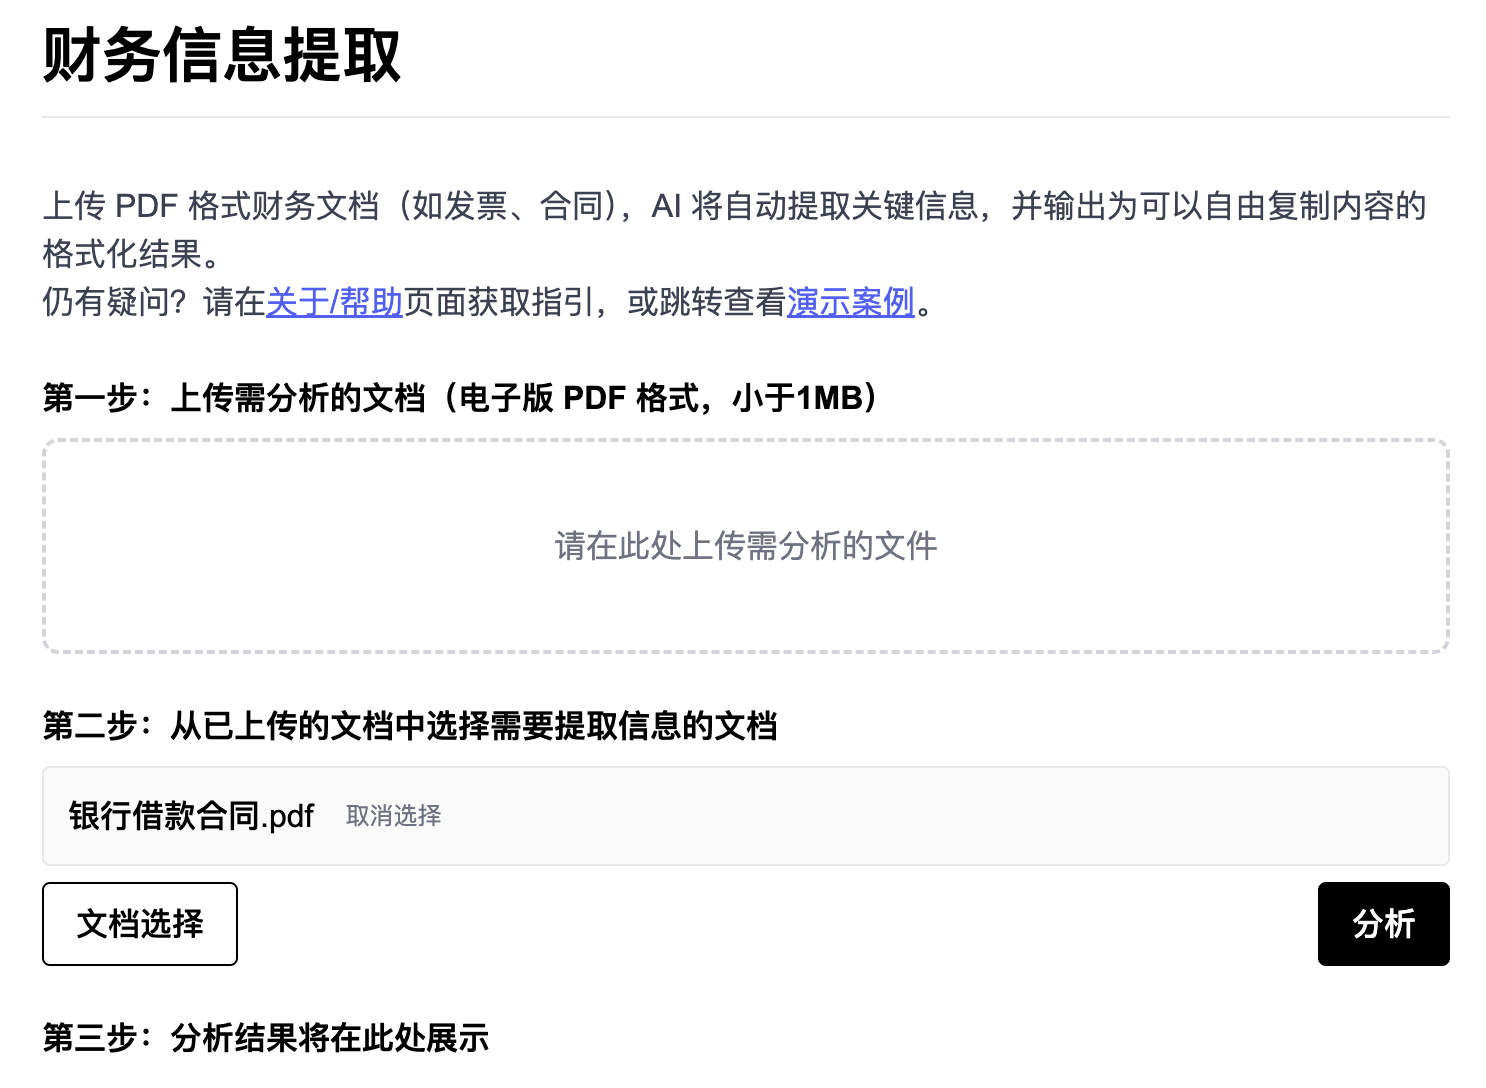 财务信息提取
上传 PDF 格式财务文档（如发票、合同），AI 将自动提取关键信息，并输出为可以自由复制内容的
格式化结果。
仍有疑问？请在关于/帮助页面获取指引，或跳转查看演示案例。
第一步：上传需分析的文档（电子版 PDF 格式，小于1MB）
请在此处上传需分析的文件
第二步：从已上传的文档中选择需要提取信息的文档
银行借款合同.pdf 取消选择
文档选择 分析
第三步：分析结果将在此处展示